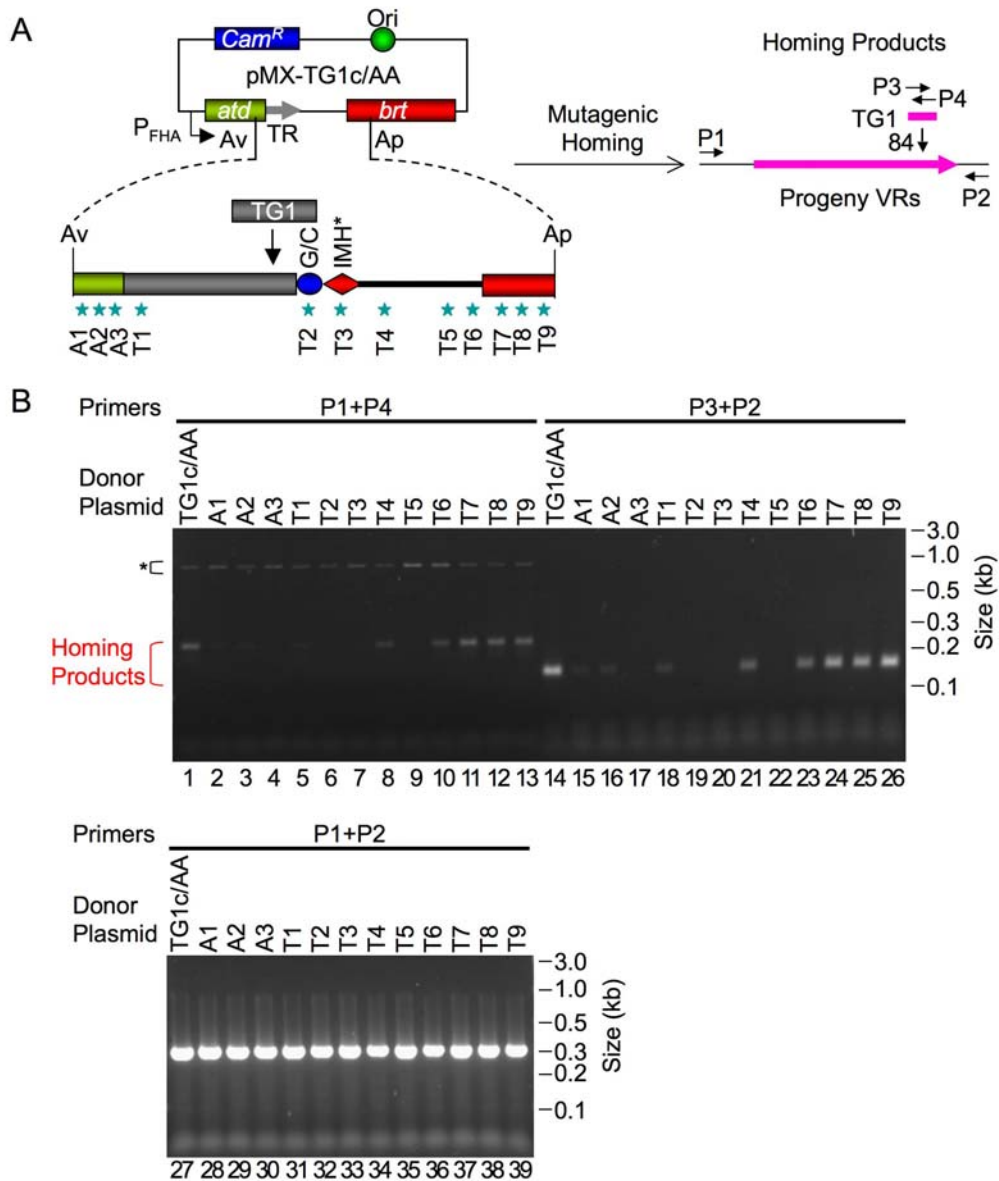 A
Ori
Cam^R
pMX-TG1c/AA
atd
brt
P_FHA
Av
TR
Ap
Mutagenic
Homing
Homing Products
P3
P4
TG1
84
P1
P2
Progeny VRs
TG1
G/C
IMH*
Av
Ap
A1 A2 A3 T1 T2 T3 T4 T5 T6 T7 T8 T9
B
Primers P1+P4 P3+P2
Donor
Plasmid
TG1c/AA A1 A2 A3 T1 T2 T3 T4 T5 T6 T7 T8 T9 TG1c/AA A1 A2 A3 T1 T2 T3 T4 T5 T6 T7 T8 T9
*
Homing
Products
3.0
1.0
0.5
0.3
0.2
0.1
Size (kb)
1 2 3 4 5 6 7 8 9 10 11 12 13 14 15 16 17 18 19 20 21 22 23 24 25 26
Primers P1+P2
Donor
Plasmid
TG1c/AA A1 A2 A3 T1 T2 T3 T4 T5 T6 T7 T8 T9
3.0
1.0
0.5
0.3
0.2
0.1
Size (kb)
27 28 29 30 31 32 33 34 35 36 37 38 39